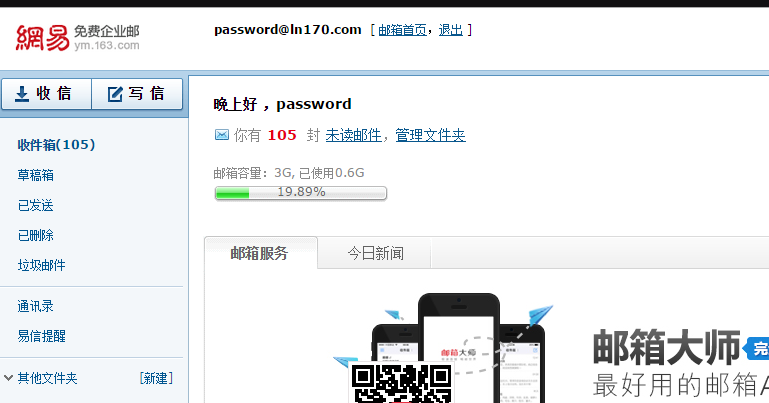 網易 免费企业邮
ym.163.com
password@ln170.com [ 邮箱首页, 退出 ]
收 信 写 信
晚上好 ，password
你有 105 封 未读邮件，管理文件夹
邮箱容量：3G, 已使用0.6G
19.89%
收件箱(105)
草稿箱
已发送
已删除
垃圾邮件
通讯录
易信提醒
其他文件夹 [新建]
邮箱服务 今日新闻
邮箱大师
邮箱大师 完
最好用的邮箱A